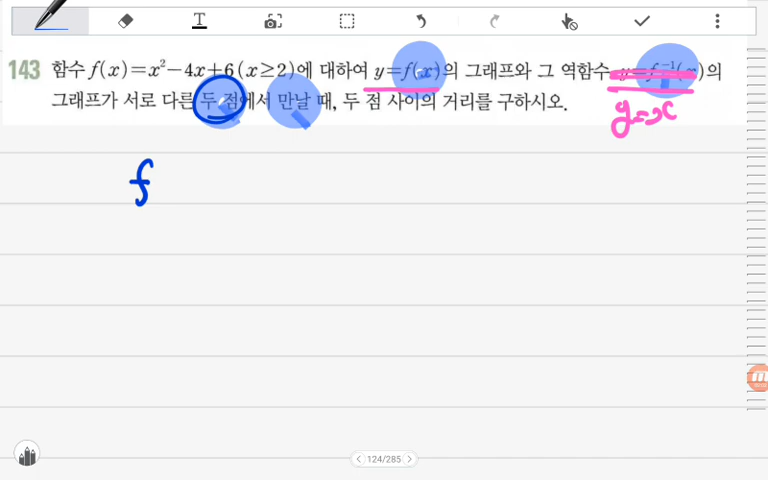 T
143 함수 f(x)=x²-4x+6(x≥2)에 대하여 y=f(x)의 그래프와 그 역함수 y=f⁻¹(x)의
그래프가 서로 다른 두 점에서 만날 때, 두 점 사이의 거리를 구하시오.
y=x
f
124/285